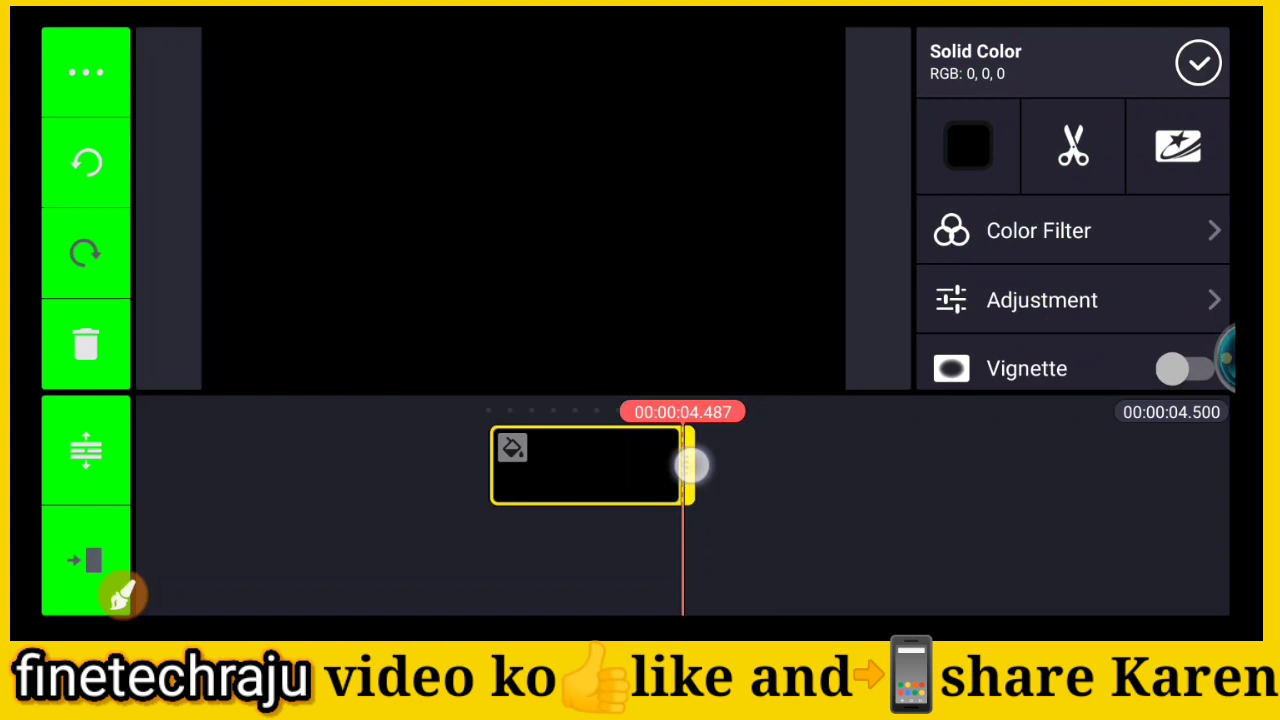 Solid Color
RGB: 0, 0, 0
Color Filter
Adjustment
Vignette
00:00:04.487
00:00:04.500
finetechraju video ko👍like and➡📱share Karen